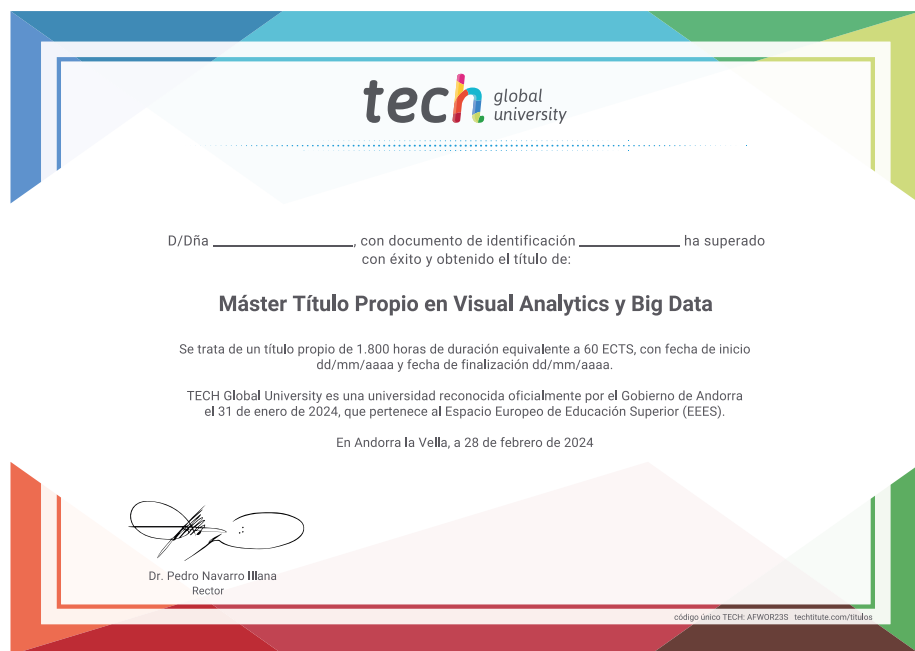 tech global university
D/Dña ____________________, con documento de identificación ______________ ha superado
con éxito y obtenido el título de:
Máster Título Propio en Visual Analytics y Big Data
Se trata de un título propio de 1.800 horas de duración equivalente a 60 ECTS, con fecha de inicio
dd/mm/aaaa y fecha de finalización dd/mm/aaaa.
TECH Global University es una universidad reconocida oficialmente por el Gobierno de Andorra
el 31 de enero de 2024, que pertenece al Espacio Europeo de Educación Superior (EEES).
En Andorra la Vella, a 28 de febrero de 2024
Dr. Pedro Navarro Illana
Rector
código único TECH: AFWOR23S techtitute.com/titulos